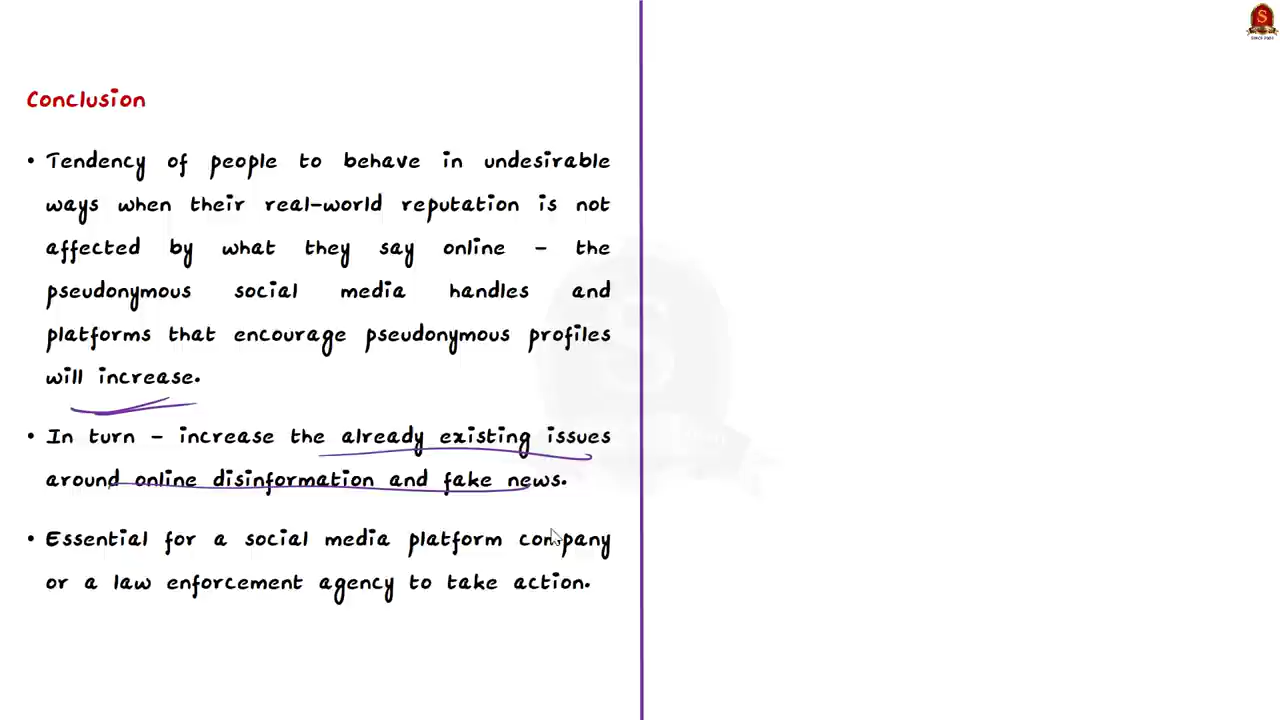 Conclusion
• Tendency of people to behave in undesirable
ways when their real-world reputation is not
affected by what they say online – the
pseudonymous social media handles and
platforms that encourage pseudonymous profiles
will increase.
• In turn – increase the already existing issues
around online disinformation and fake news.
• Essential for a social media platform company
or a law enforcement agency to take action.
S